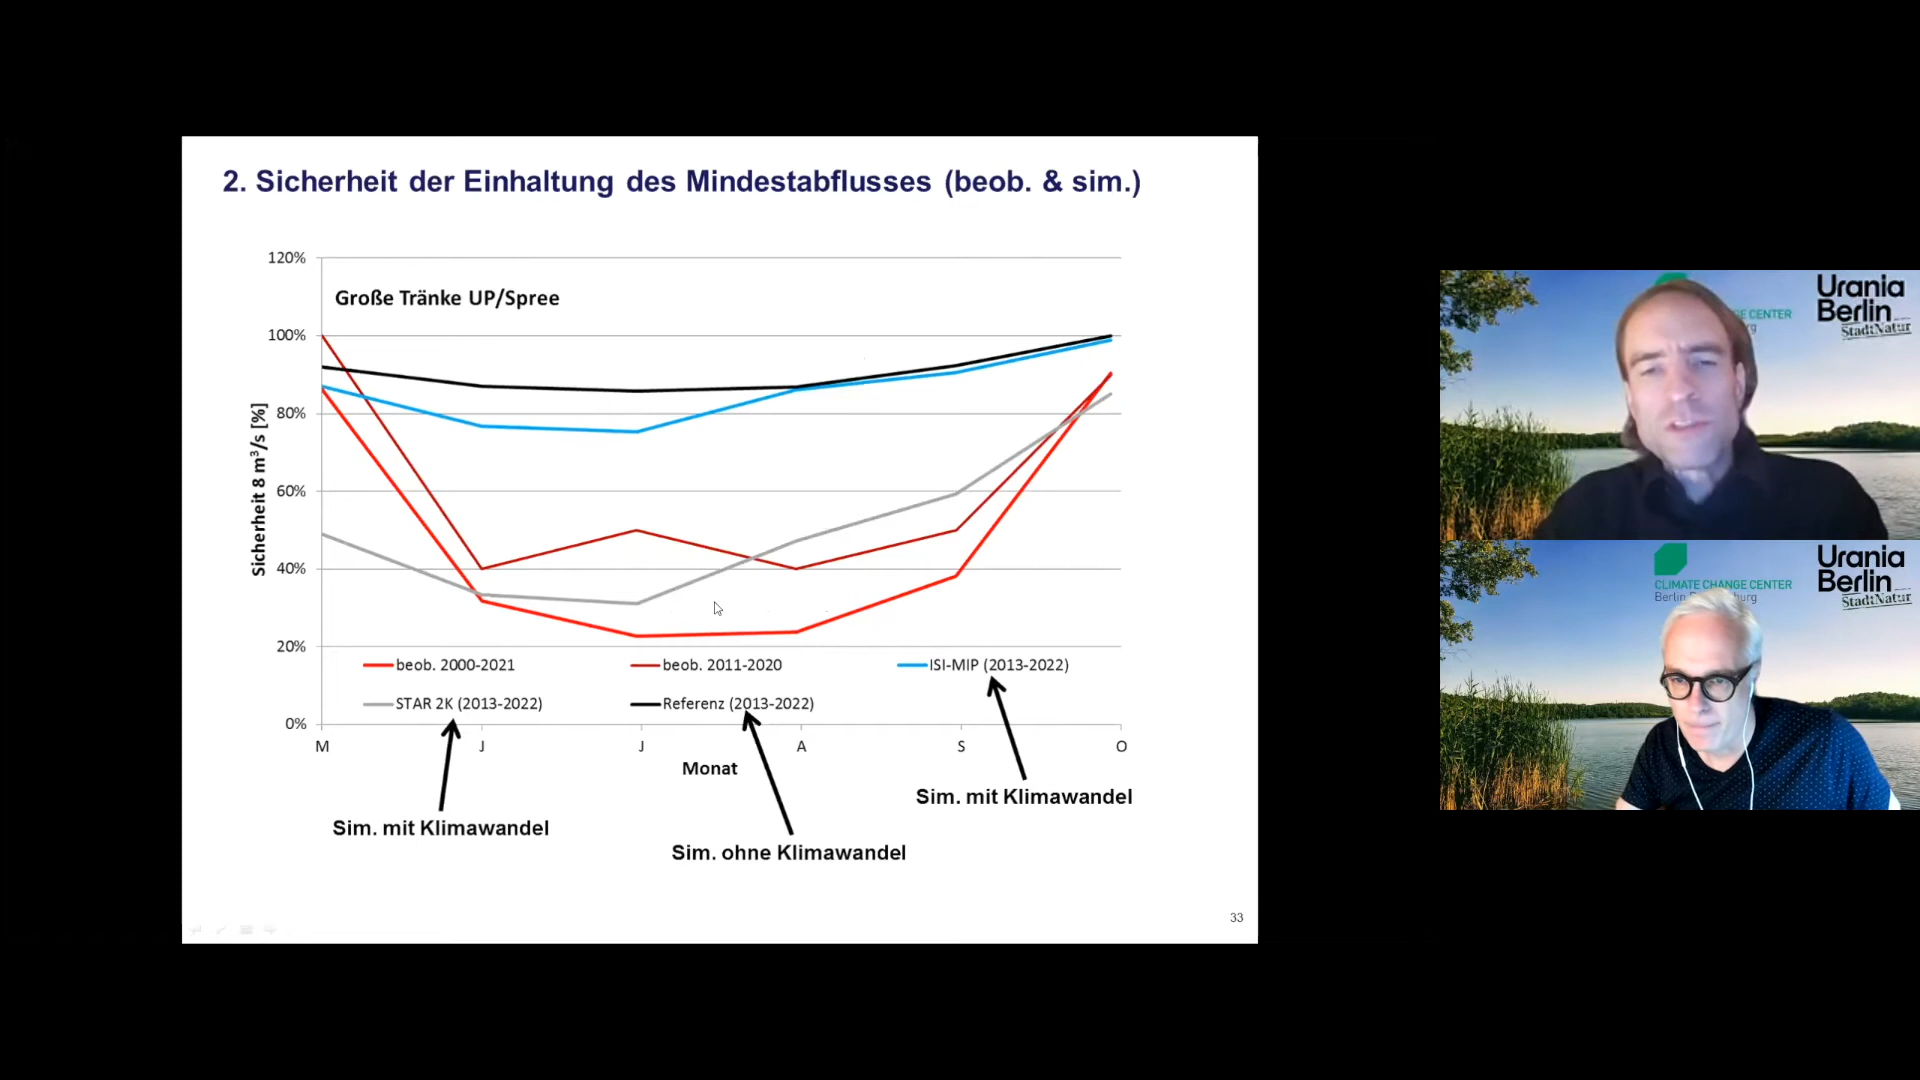 2. Sicherheit der Einhaltung des Mindestabflusses (beob. & sim.)
120%
Große Tränke UP/Spree
100%
80%
60%
40%
20%
0%
Sicherheit 8 m³/s [%]
beob. 2000-2021
beob. 2011-2020
ISI-MIP (2013-2022)
STAR 2K (2013-2022)
Referenz (2013-2022)
M J J A S O
Monat
Sim. mit Klimawandel
Sim. mit Klimawandel
Sim. ohne Klimawandel
33
Urania
Berlin
StadtNatur
GE CENTER
CLIMATE CHANGE CENTER
Berlin
Urania
Berlin
StadtNatur